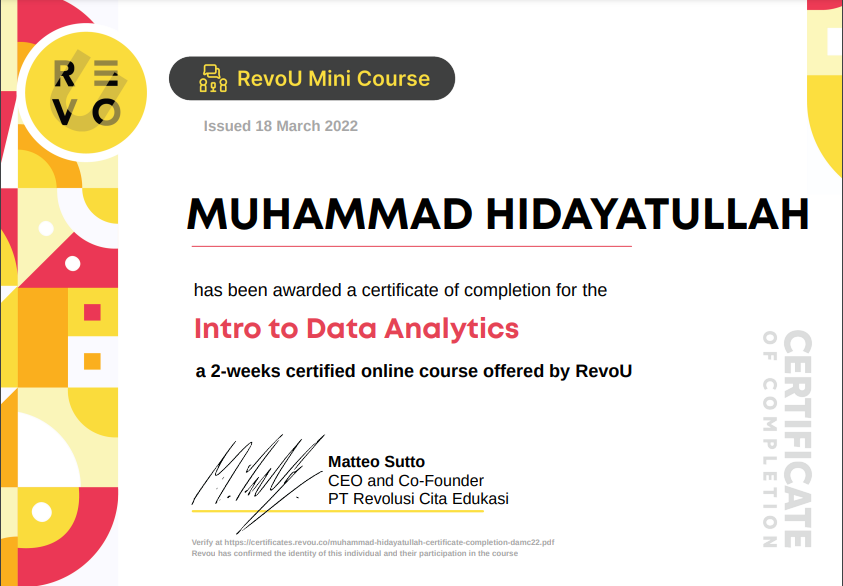 R E
V O
RevoU Mini Course
Issued 18 March 2022
MUHAMMAD HIDAYATULLAH
has been awarded a certificate of completion for the
Intro to Data Analytics
a 2-weeks certified online course offered by RevoU
Matteo Sutto
CEO and Co-Founder
PT Revolusi Cita Edukasi
Verify at https://certificates.revou.co/muhammad-hidayatullah-certificate-completion-damc22.pdf
Revou has confirmed the identity of this individual and their participation in the course
CERTIFICATE
OF COMPLETION